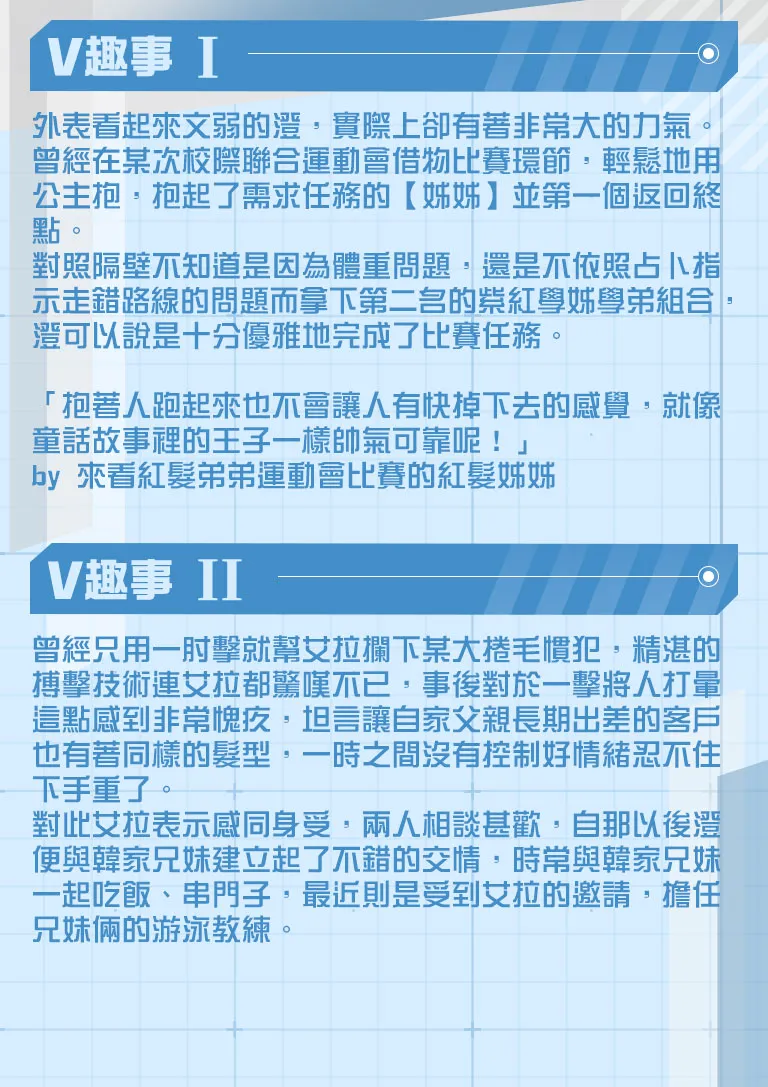 V趣事 I
外表看起來文弱的澄，實際上卻有著非常大的力氣。
曾經在某次校際聯合運動會借物比賽環節，輕鬆地用
公主抱，抱起了需求任務的【姊姊】並第一個返回終
點。
對照隔壁不知道是因為體重問題，還是不依照占卜指
示走錯路線的問題而拿下第二名的紫紅學姊學弟組合，
澄可以說是十分優雅地完成了比賽任務。
「抱著人跑起來也不會讓人有快掉下去的感覺，就像
童話故事裡的王子一樣帥氣可靠呢！」
by 來看紅髮弟弟運動會比賽的紅髮姊姊
V趣事 II
曾經只用一肘擊就幫艾拉攔下某大捲毛慣犯，精湛的
搏擊技術連艾拉都驚嘆不已，事後對於一擊將人打暈
這點感到非常愧疚，坦言讓自家父親長期出差的客戶
也有著同樣的髮型，一時之間沒有控制好情緒忍不住
下手重了。
對此艾拉表示感同身受，兩人相談甚歡，自那以後澄
便與韓家兄妹建立起了不錯的交情，時常與韓家兄妹
一起吃飯、串門子，最近則是受到艾拉的邀請，擔任
兄妹倆的游泳教練。